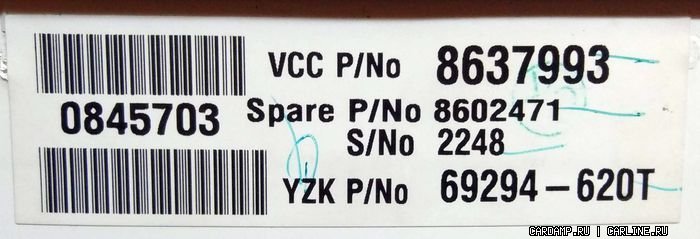 VCC P/No 8637993
0845703
Spare P/No 8602471
S/No 2248
YZK P/No 69294-620T
CARDAMP.RU | CARLINE.RU